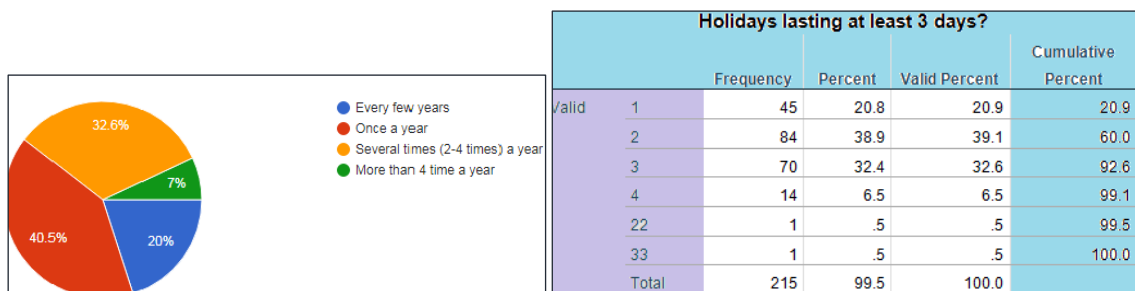 32.6%
7%
40.5%
20%
Every few years
Once a year
Several times (2-4 times) a year
More than 4 time a year
Holidays lasting at least 3 days?
Frequency Percent Valid Percent Cumulative Percent
Valid 1 45 20.8 20.9 20.9
2 84 38.9 39.1 60.0
3 70 32.4 32.6 92.6
4 14 6.5 6.5 99.1
22 1 .5 .5 99.5
33 1 .5 .5 100.0
Total 215 99.5 100.0